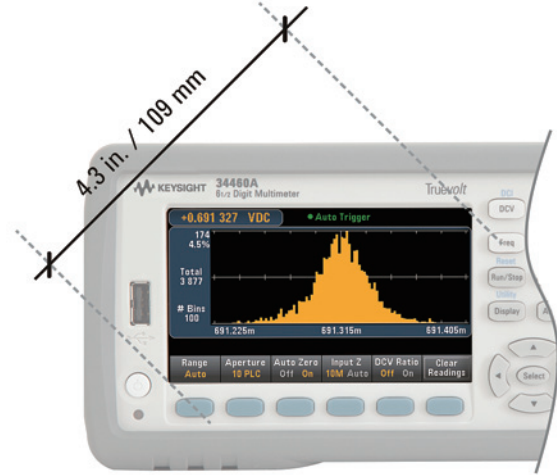 4.3 in. / 109 mm
KEYSIGHT 34460A
6 1/2 Digit Multimeter
Truevolt
DCI
DCV
+0.691 327 VDC
Auto Trigger
174
4.5%
Freq
Total
3 877
Reset
Run/Stop
# Bins
100
Utility
Display
A
691.225m 691.315m 691.405m
Range Aperture Auto Zero Input Z DCV Ratio Clear
Auto 10 PLC Off On 10M Auto Off On Readings
Select